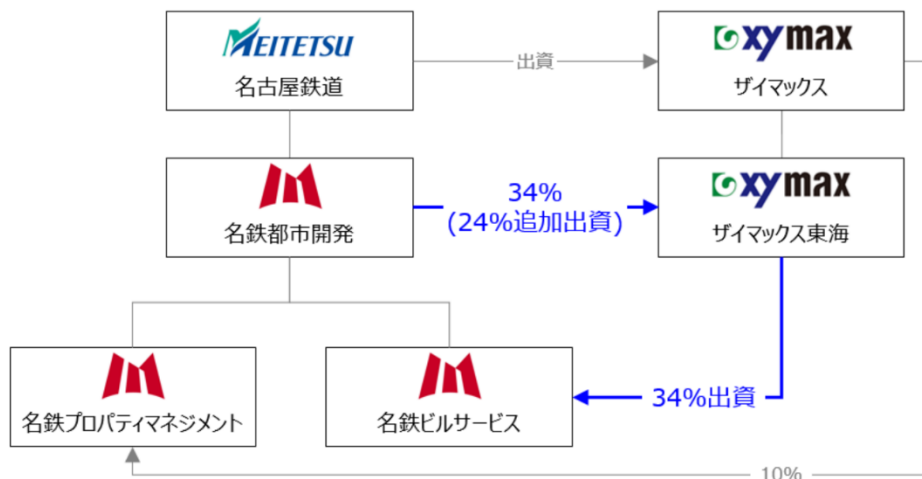 MEITETSU
名古屋鉄道
出資
xymax
ザイマックス
名鉄都市開発
34%
(24%追加出資)
xymax
ザイマックス東海
名鉄プロパティマネジメント
名鉄ビルサービス
34%出資
10%